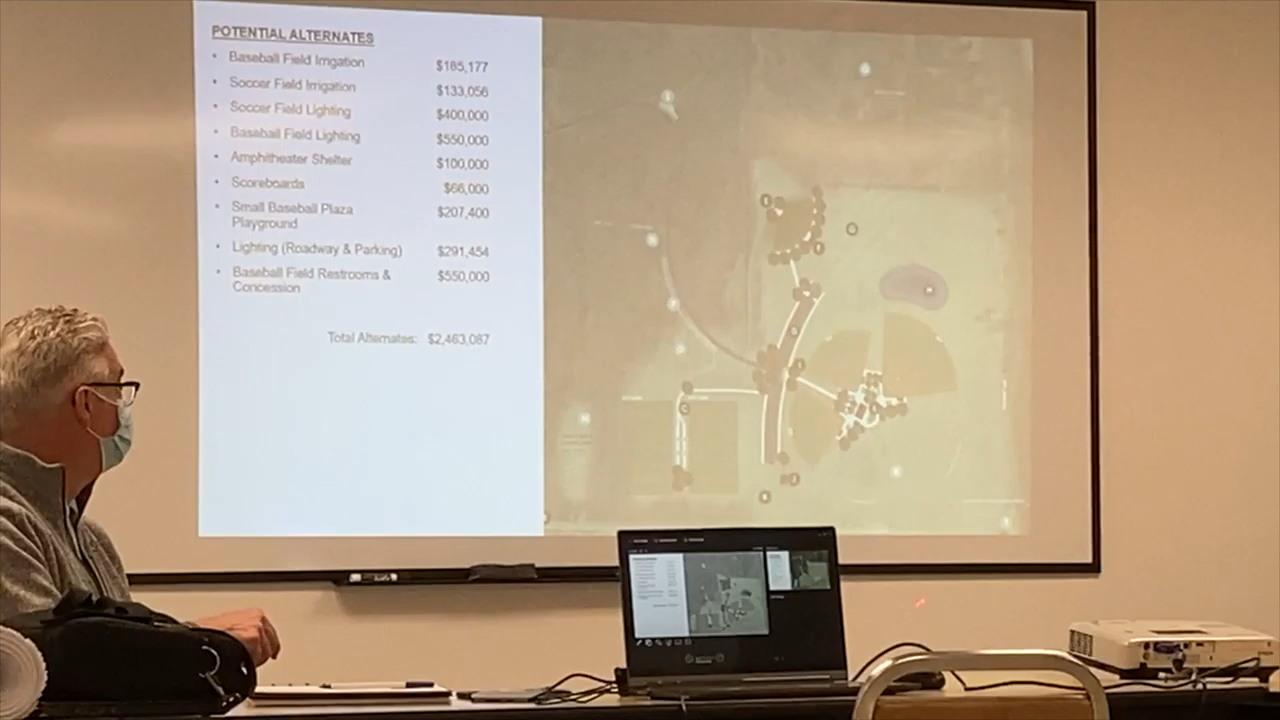 POTENTIAL ALTERNATES
• Baseball Field Irrigation $165,177
• Soccer Field Irrigation $133,056
• Soccer Field Lighting $400,000
• Baseball Field Lighting $550,000
• Amphitheater Shelter $100,000
• Scoreboards $66,000
• Small Baseball Plaza $207,400
Playground
• Lighting (Roadway & Parking) $291,454
• Baseball Field Restrooms & $550,000
Concession
Total Alternates: $2,463,087